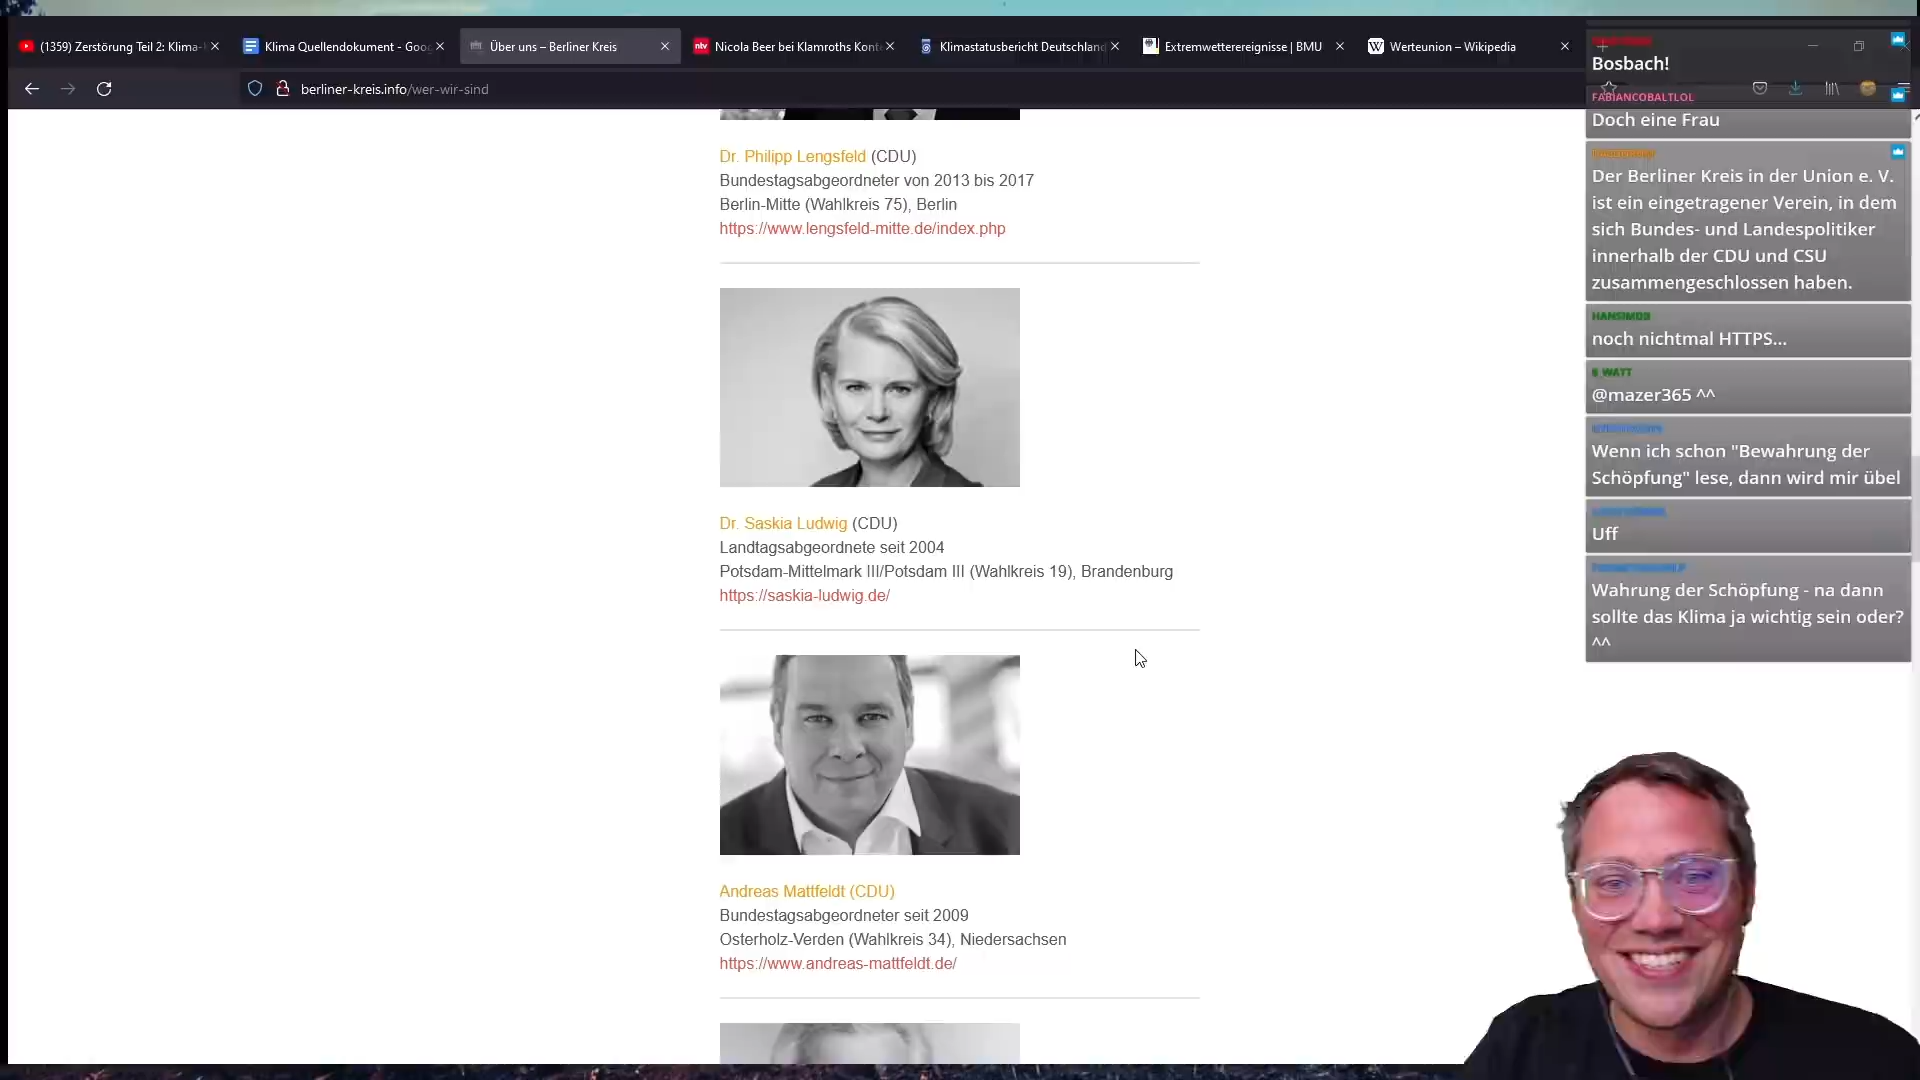 (1359) Zerstörung Teil 2: Klima-
Klima Quellendokument - Goo
Über uns – Berliner Kreis
ntv
Nicola Beer bei Klamroths Kont
Klimastatusbericht Deutschland
Extremwetterereignisse | BMU
W
Werteunion – Wikipedia
berliner-kreis.info/wer-wir-sind
Dr. Philipp Lengsfeld (CDU)
Bundestagsabgeordneter von 2013 bis 2017
Berlin-Mitte (Wahlkreis 75), Berlin
https://www.lengsfeld-mitte.de/index.php
Dr. Saskia Ludwig (CDU)
Landtagsabgeordnete seit 2004
Potsdam-Mittelmark III/Potsdam III (Wahlkreis 19), Brandenburg
https://saskia-ludwig.de/
Andreas Mattfeldt (CDU)
Bundestagsabgeordneter seit 2009
Osterholz-Verden (Wahlkreis 34), Niedersachsen
https://www.andreas-mattfeldt.de/
Bosbach!
FABIANCOBALTLOL
Doch eine Frau
Der Berliner Kreis in der Union e. V.
ist ein eingetragener Verein, in dem
sich Bundes- und Landespolitiker
innerhalb der CDU und CSU
zusammengeschlossen haben.
HANSIMOB
noch nichtmal HTTPS...
@mazer365 ^^
Wenn ich schon "Bewahrung der
Schöpfung" lese, dann wird mir übel
Uff
Wahrung der Schöpfung - na dann
sollte das Klima ja wichtig sein oder?
^^